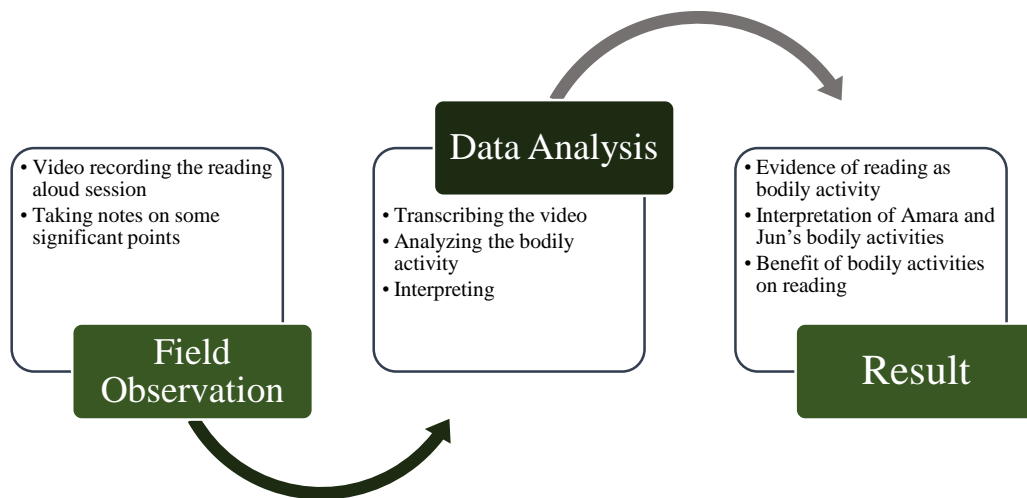 • Video recording the reading
aloud session
• Taking notes on some
significant points
Field
Observation
Data Analysis
• Transcribing the video
• Analyzing the bodily
activity
• Interpreting
• Evidence of reading as
bodily activity
• Interpretation of Amara and
Jun’s bodily activities
• Benefit of bodily activities
on reading
Result